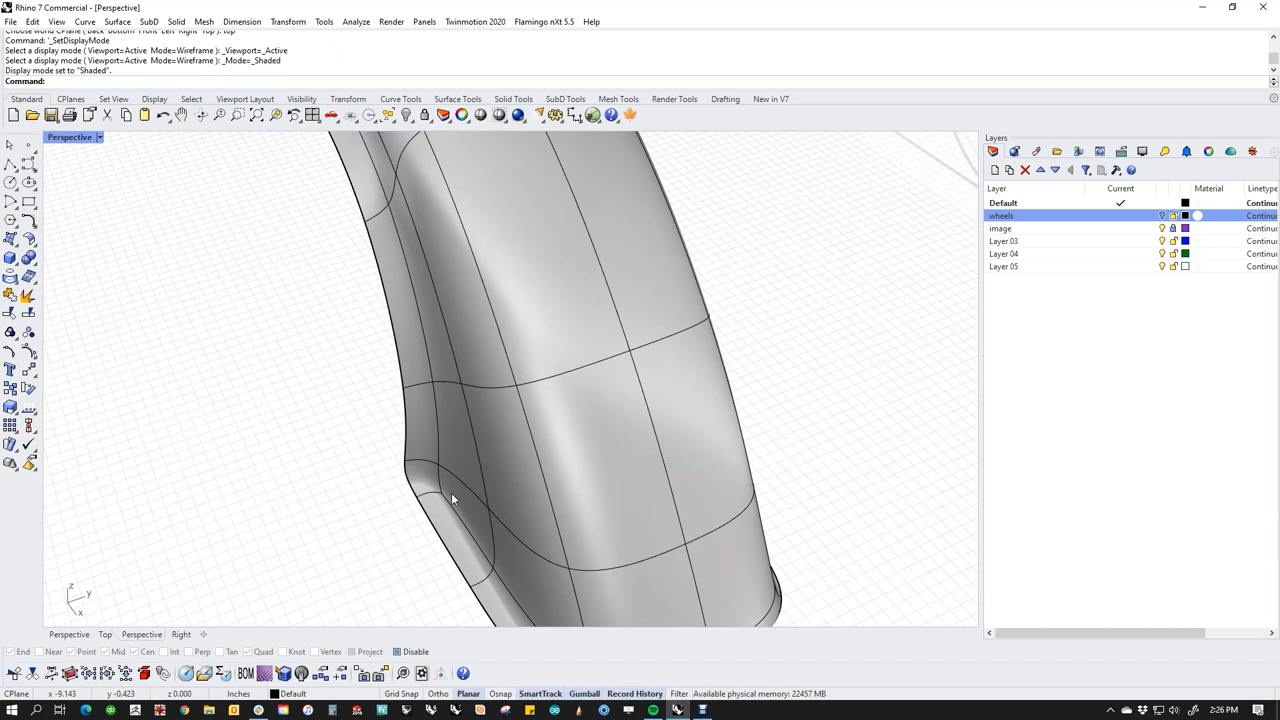 Rhino 7 Commercial - [Perspective]
File Edit View Curve Surface SubD Solid Mesh Dimension Transform Tools Analyze Render Panels Twinmotion 2020 Flamingo nXt 5.5 Help
Choose world CPlane ( Back Bottom Front Left Right Top ): top
Command: '_SetDisplayMode
Select a display mode ( Viewport=Active Mode=Wireframe ): _Viewport=_Active
Select a display mode ( Viewport=Active Mode=Wireframe ): _Mode=_Shaded
Display mode set to "Shaded".
Command:
Standard CPlanes Set View Display Select Viewport Layout Visibility Transform Curve Tools Surface Tools Solid Tools SubD Tools Mesh Tools Render Tools Drafting New in V7
Perspective
Layers
Layer Current Material Linetype
Default Continuo
wheels Continuo
image Continuo
Layer 03 Continuo
Layer 04 Continuo
Layer 05 Continuo
z
y
x
Perspective Top Perspective Right
End Near Point Mid Cen Int Perp Tan Quad Knot Vertex Project Disable
BOM
CPlane x -9.143 y -0.423 z 0.000 Inches Default Grid Snap Ortho Planar Osnap SmartTrack Gumball Record History Filter Available physical memory: 22457 MB
2:26 PM